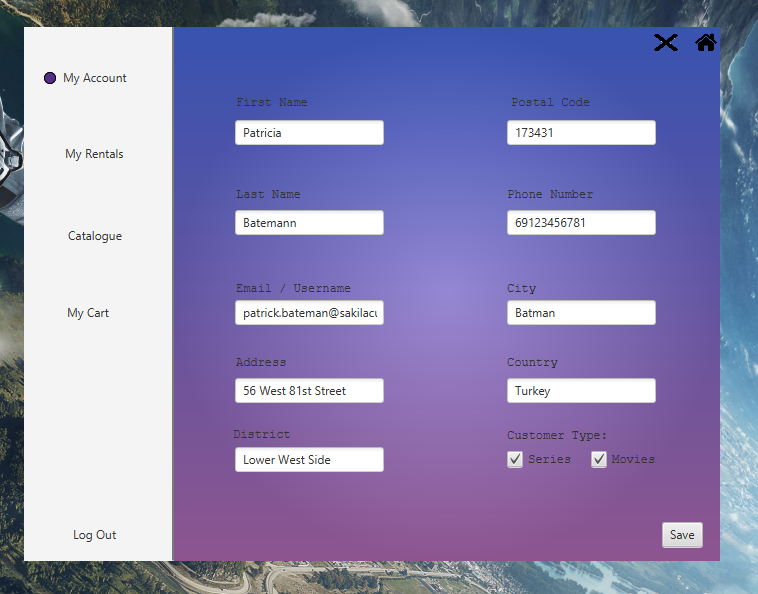 My Account
My Rentals
Catalogue
My Cart
Log Out
First Name
Patricia
Last Name
Batemann
Email / Username
patrick.bateman@sakilacu
Address
56 West 81st Street
District
Lower West Side
Postal Code
173431
Phone Number
69123456781
City
Batman
Country
Turkey
Customer Type:
Series Movies
Save